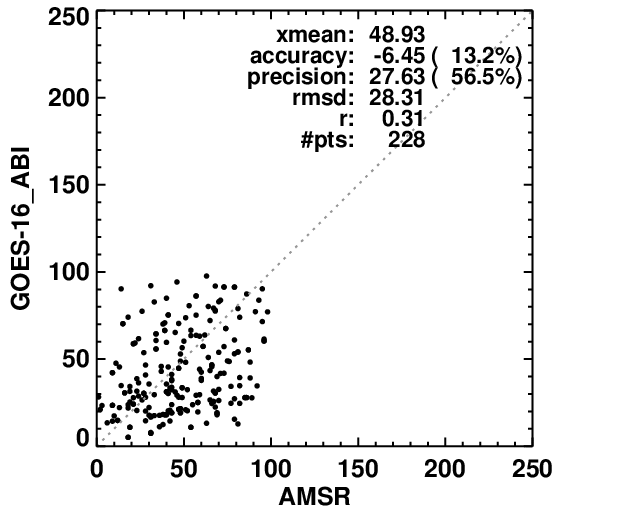 250
200
150
100
50
0
GOES-16_ABI
xmean: 48.93
accuracy: -6.45 ( 13.2%)
precision: 27.63 ( 56.5%)
rmsd: 28.31
r: 0.31
#pts: 228
0 50 100 150 200 250
AMSR